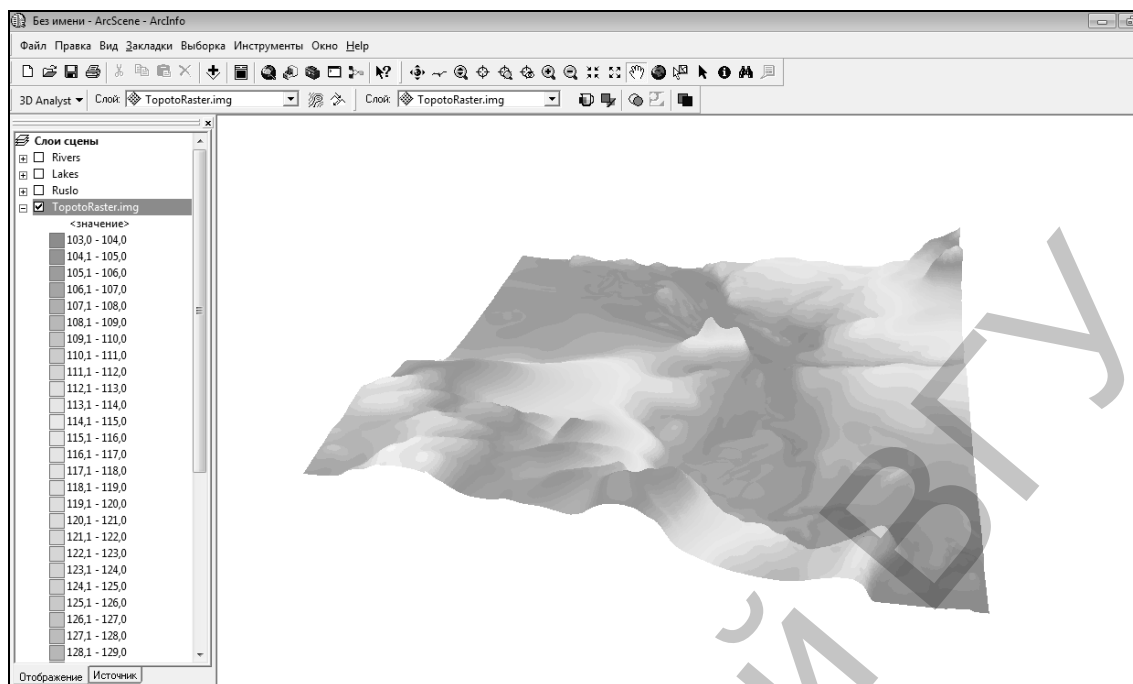 Без имени - ArcScene - ArcInfo
Файл Правка Вид Закладки Выборка Инструменты Окно Help
3D Analyst Слой: TopotoRaster.img Слой: TopotoRaster.img
Слои сцены
Rivers
Lakes
Ruslo
TopotoRaster.img
<значение>
103,0 - 104,0
104,1 - 105,0
105,1 - 106,0
106,1 - 107,0
107,1 - 108,0
108,1 - 109,0
109,1 - 110,0
110,1 - 111,0
111,1 - 112,0
112,1 - 113,0
113,1 - 114,0
114,1 - 115,0
115,1 - 116,0
116,1 - 117,0
117,1 - 118,0
118,1 - 119,0
119,1 - 120,0
120,1 - 121,0
121,1 - 122,0
122,1 - 123,0
123,1 - 124,0
124,1 - 125,0
125,1 - 126,0
126,1 - 127,0
127,1 - 128,0
128,1 - 129,0
Отображение Источник
Й ВГУ